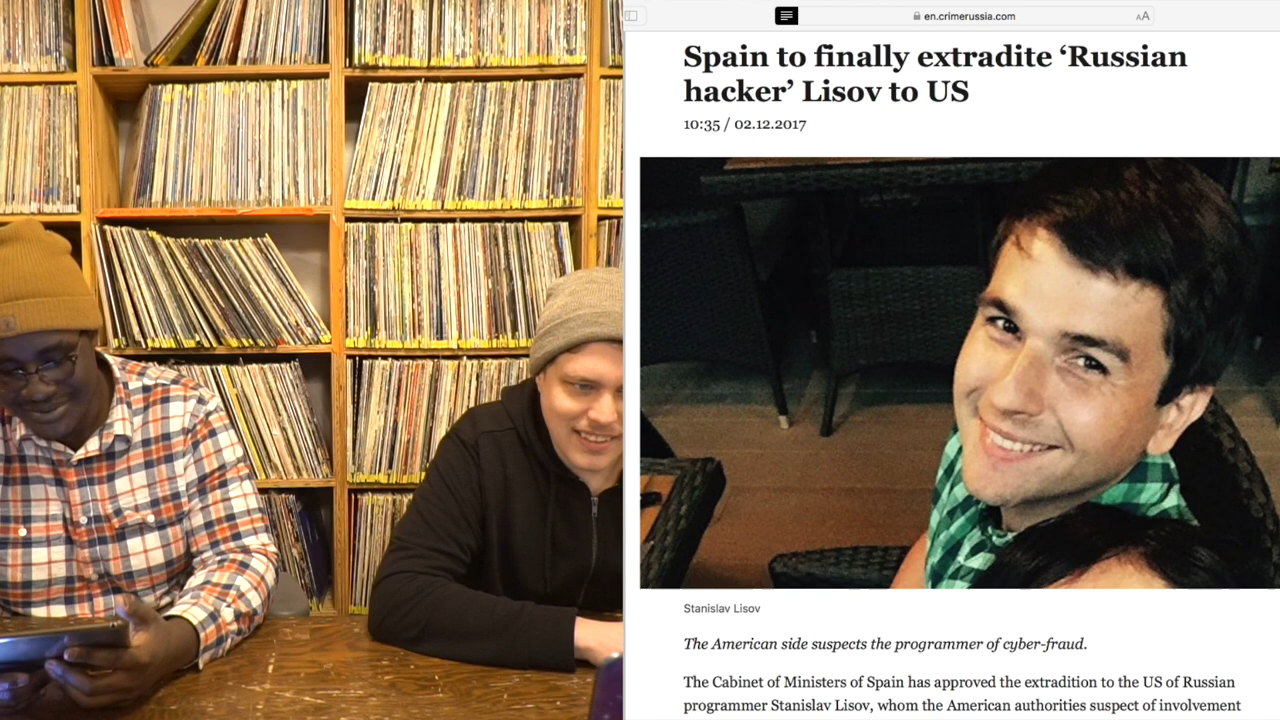 en.crimerussia.com
AA
Spain to finally extradite ‘Russian
hacker’ Lisov to US
10:35 / 02.12.2017
Stanislav Lisov
The American side suspects the programmer of cyber-fraud.
The Cabinet of Ministers of Spain has approved the extradition to the US of Russian
programmer Stanislav Lisov, whom the American authorities suspect of involvement